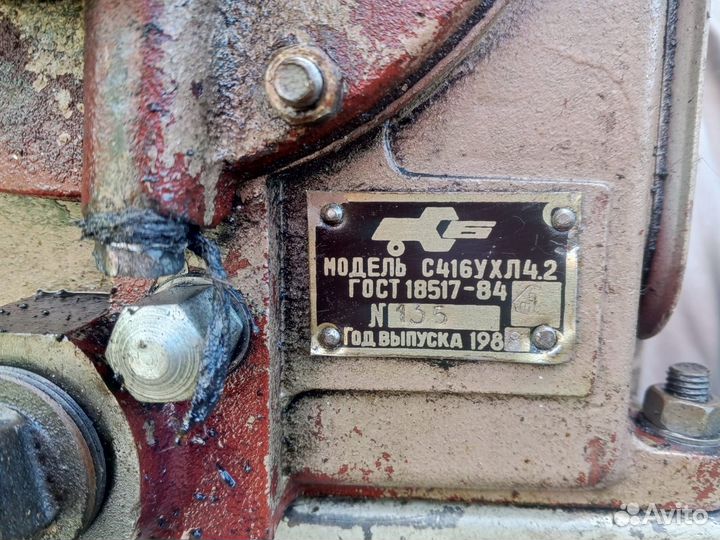 МОДЕЛЬ С416УХЛ4.2
ГОСТ 18517-84
N 135
ГОД ВЫПУСКА 198
Avito